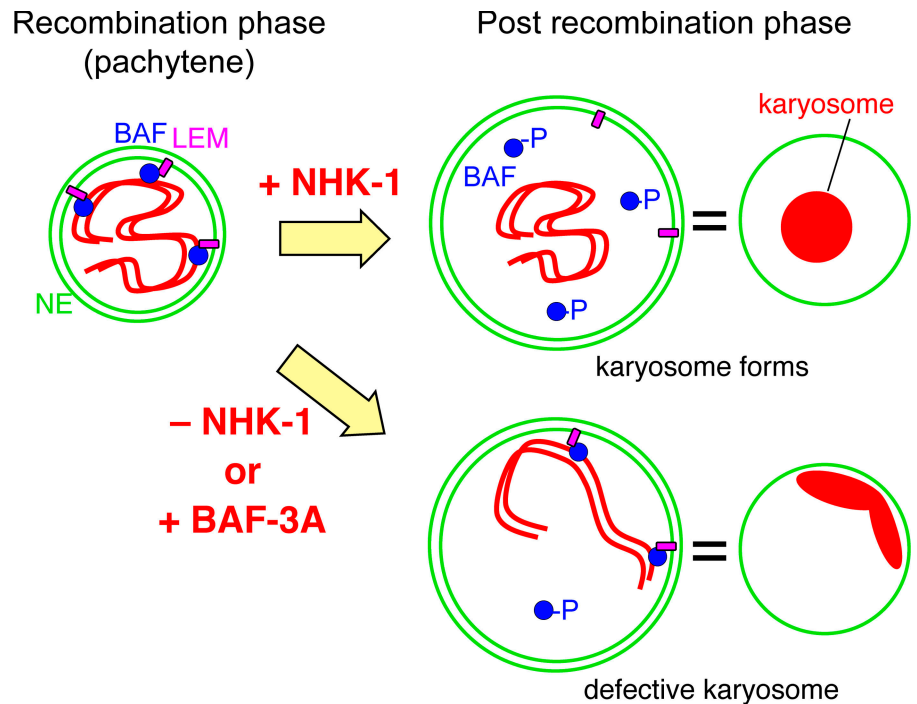 Recombination phase
(pachytene)
Post recombination phase
BAF
LEM
NE
+ NHK-1
-P
BAF
-P
-P
=
karyosome
karyosome forms
– NHK-1
or
+ BAF-3A
-P
=
defective karyosome